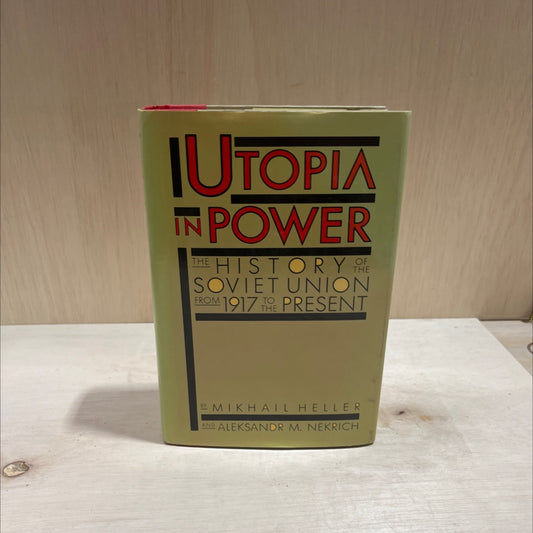 UTOPIA
IN POWER
THE HISTORY OF THE
SOVIET UNION
FROM 1917 TO THE PRESENT
BY MIKHAIL HELLER
AND ALEKSANDR M. NEKRICH